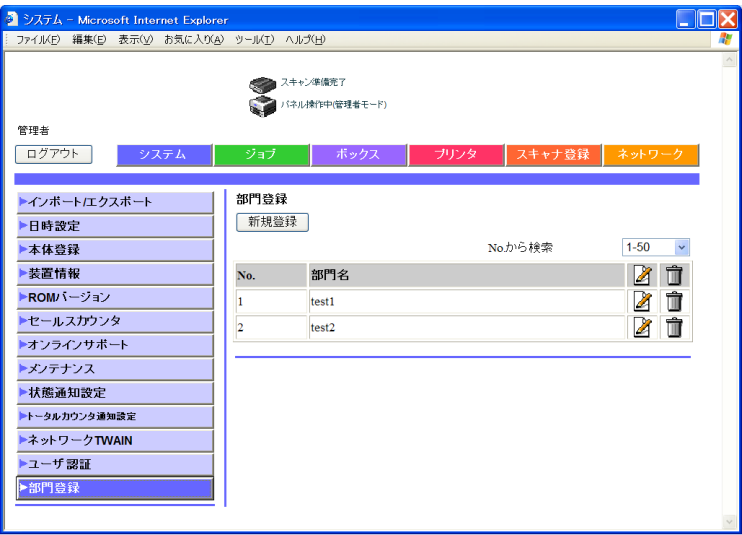 システム - Microsoft Internet Explorer
ファイル(F) 編集(E) 表示(V) お気に入り(A) ツール(T) ヘルプ(H)
スキャン準備完了
パネル操作中(管理者モード)
管理者
ログアウト システム ジョブ ボックス プリンタ スキャナ登録 ネットワーク
インポート/エクスポート
日時設定
本体登録
装置情報
ROMバージョン
セールスカウンタ
オンラインサポート
メンテナンス
状態通知設定
トータルカウンタ通知設定
ネットワークTWAIN
ユーザ認証
部門登録
部門登録
新規登録
No.から検索 1-50
No. 部門名
1 test1
2 test2